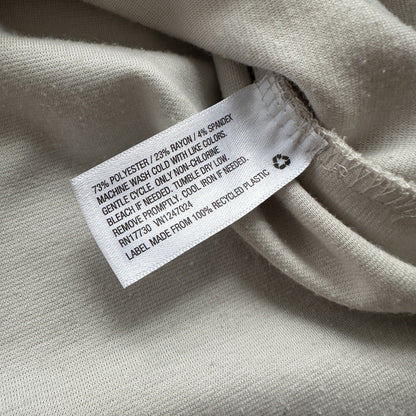 73% POLYESTER / 23% RAYON / 4% SPANDEX
MACHINE WASH COLD WITH LIKE COLORS.
GENTLE CYCLE. ONLY NON-CHLORINE
BLEACH IF NEEDED. TUMBLE DRY LOW.
REMOVE PROMPTLY. COOL IRON IF NEEDED.
RN17730 VN1247024
LABEL MADE FROM 100% RECYCLED PLASTIC